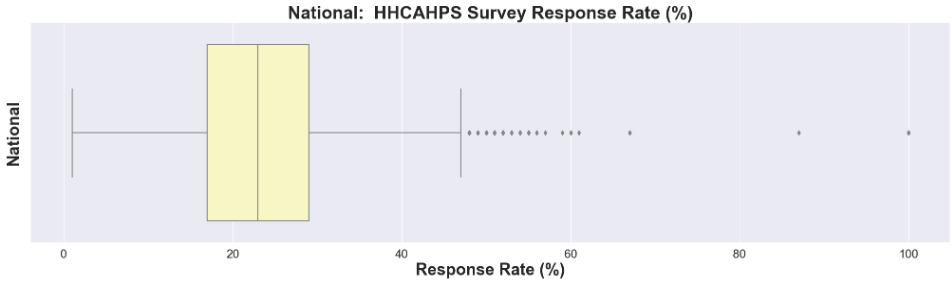 National:  HHCAHPS Survey Response Rate (%)
National
0 20 40 60 80 100
Response Rate (%)